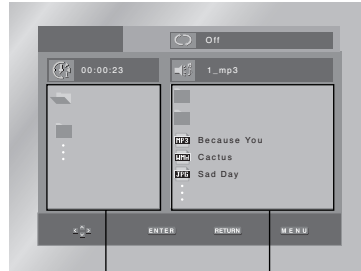 Off
00:00:23
1_mp3
MP3 Because You
WMA Cactus
JPG Sad Day
ENTER RETURN MENU